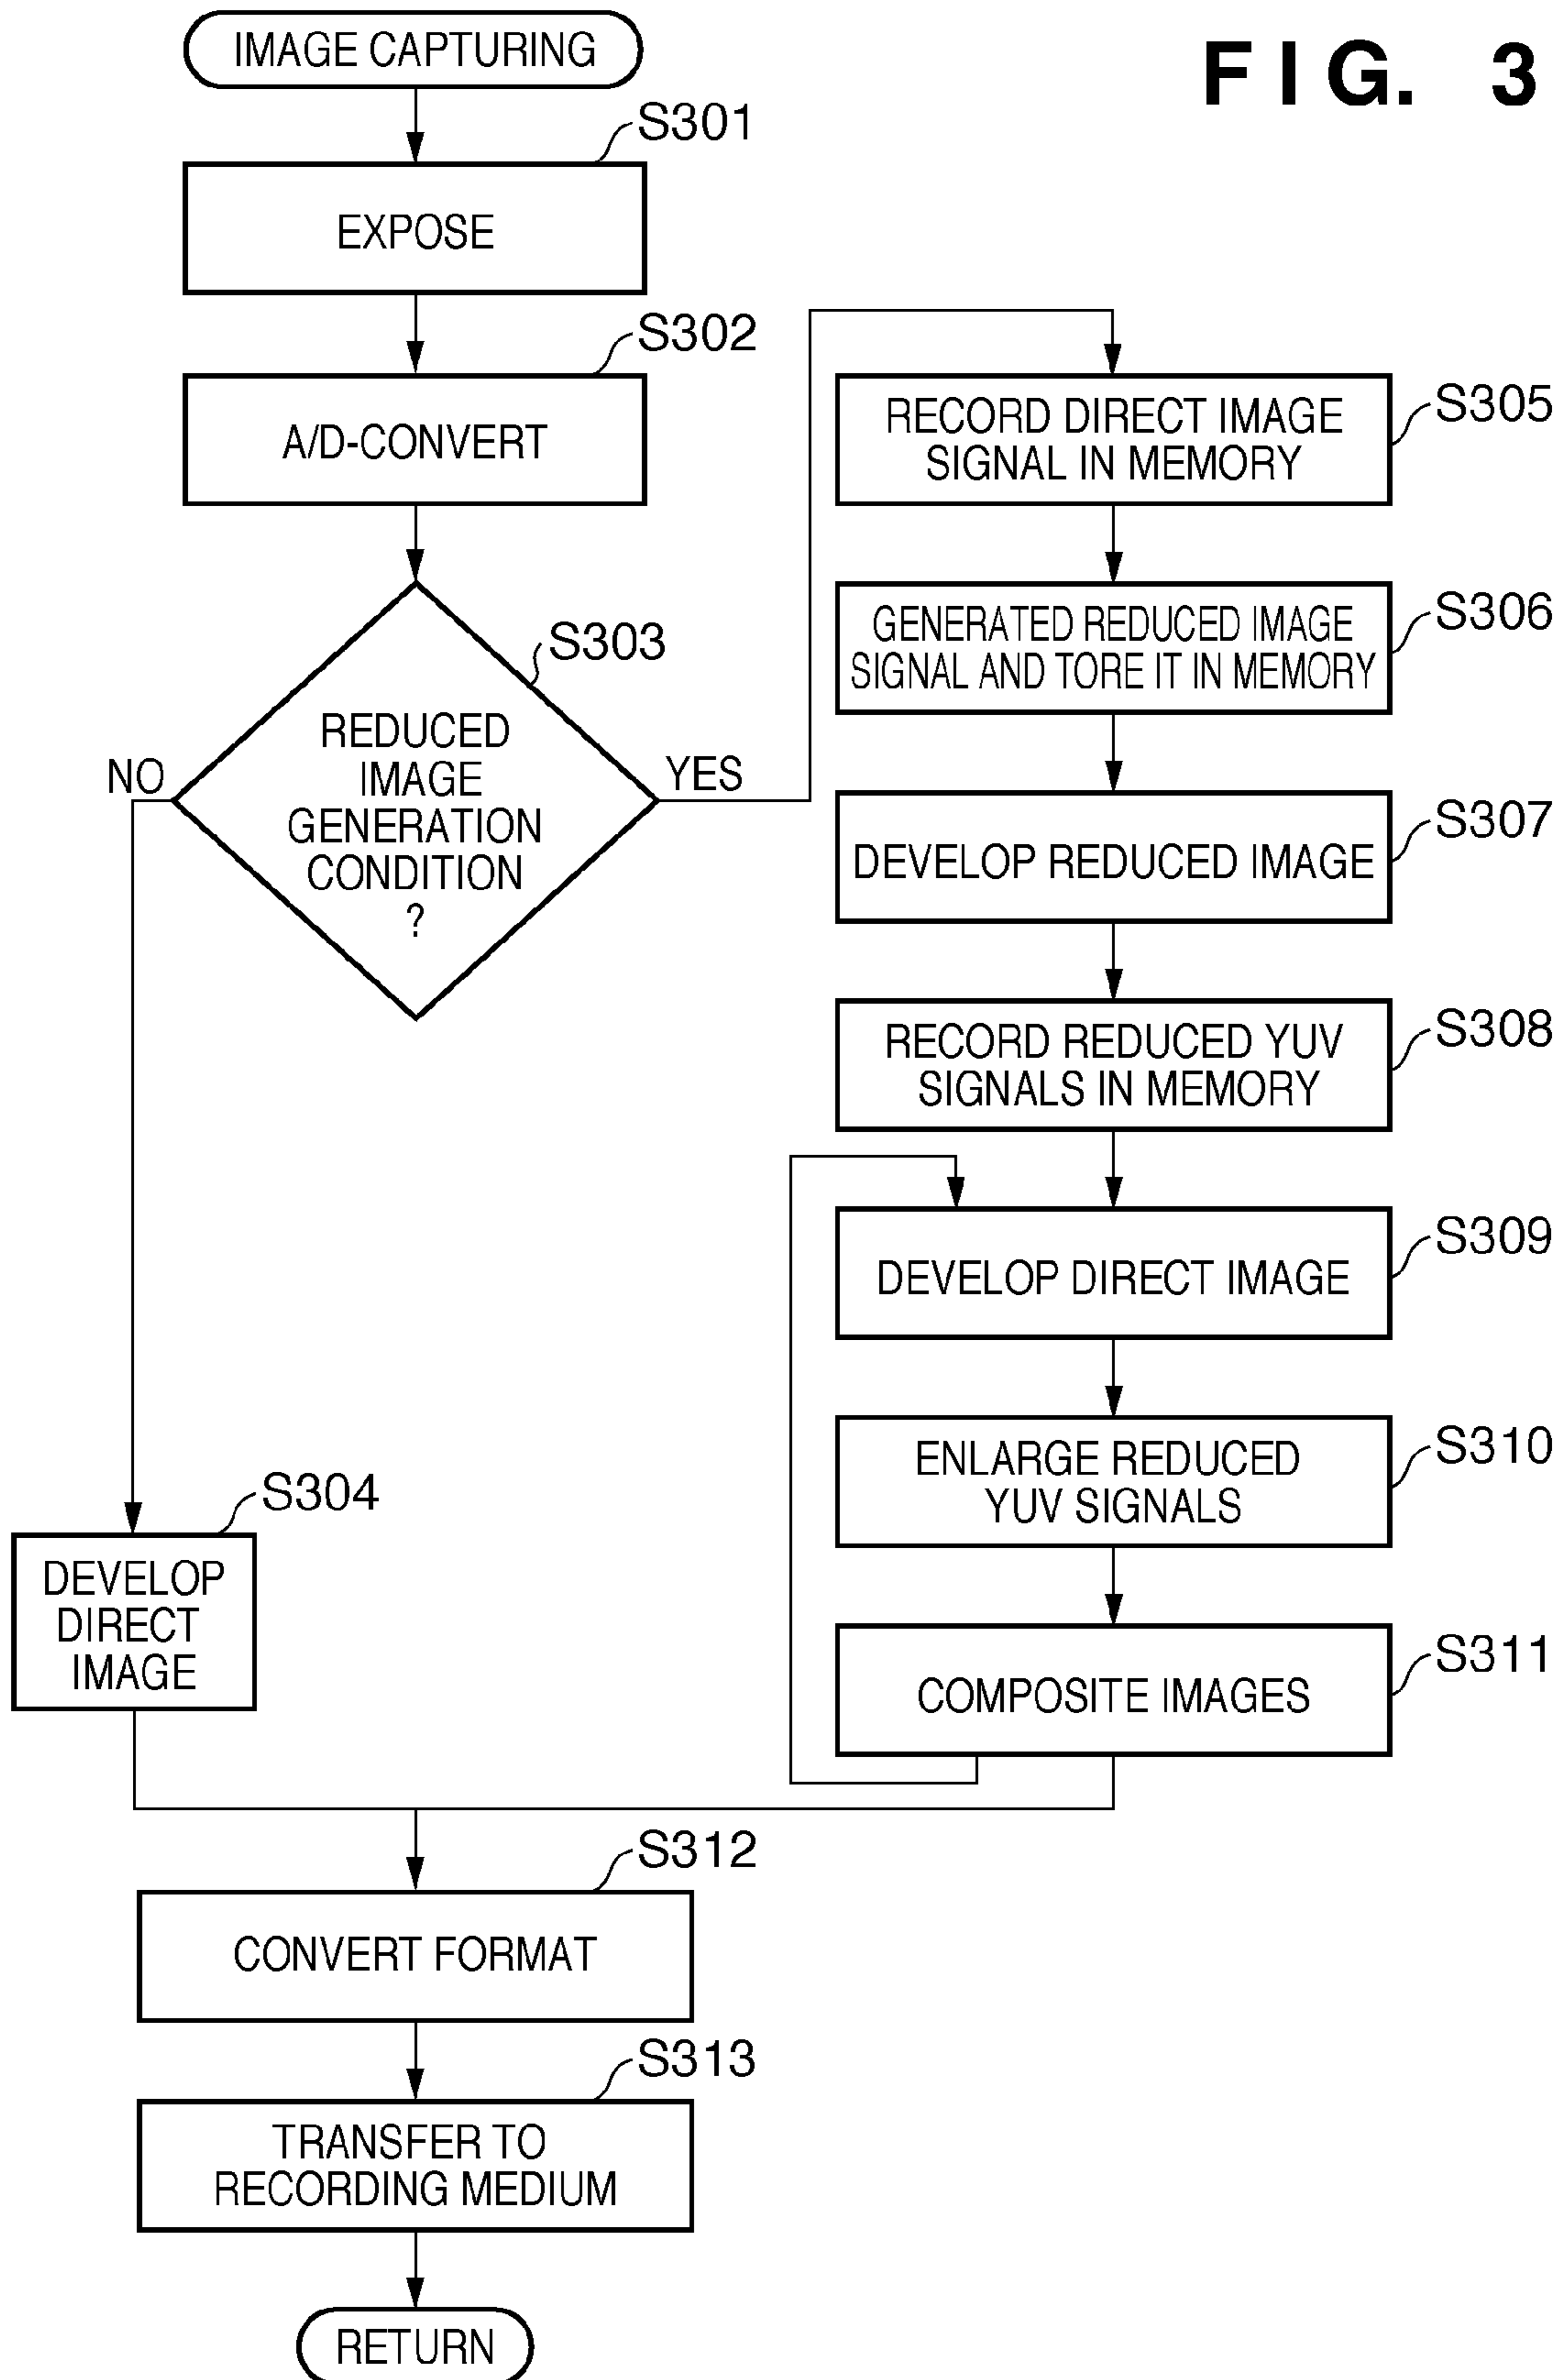 FIG. 3
IMAGE CAPTURING
S301
EXPOSE
S302
A/D-CONVERT
S303
REDUCED
IMAGE
GENERATION
CONDITION
?
NO
YES
S304
DEVELOP
DIRECT
IMAGE
S305
RECORD DIRECT IMAGE
SIGNAL IN MEMORY
S306
GENERATED REDUCED IMAGE
SIGNAL AND TORE IT IN MEMORY
S307
DEVELOP REDUCED IMAGE
S308
RECORD REDUCED YUV
SIGNALS IN MEMORY
S309
DEVELOP DIRECT IMAGE
S310
ENLARGE REDUCED
YUV SIGNALS
S311
COMPOSITE IMAGES
S312
CONVERT FORMAT
S313
TRANSFER TO
RECORDING MEDIUM
RETURN